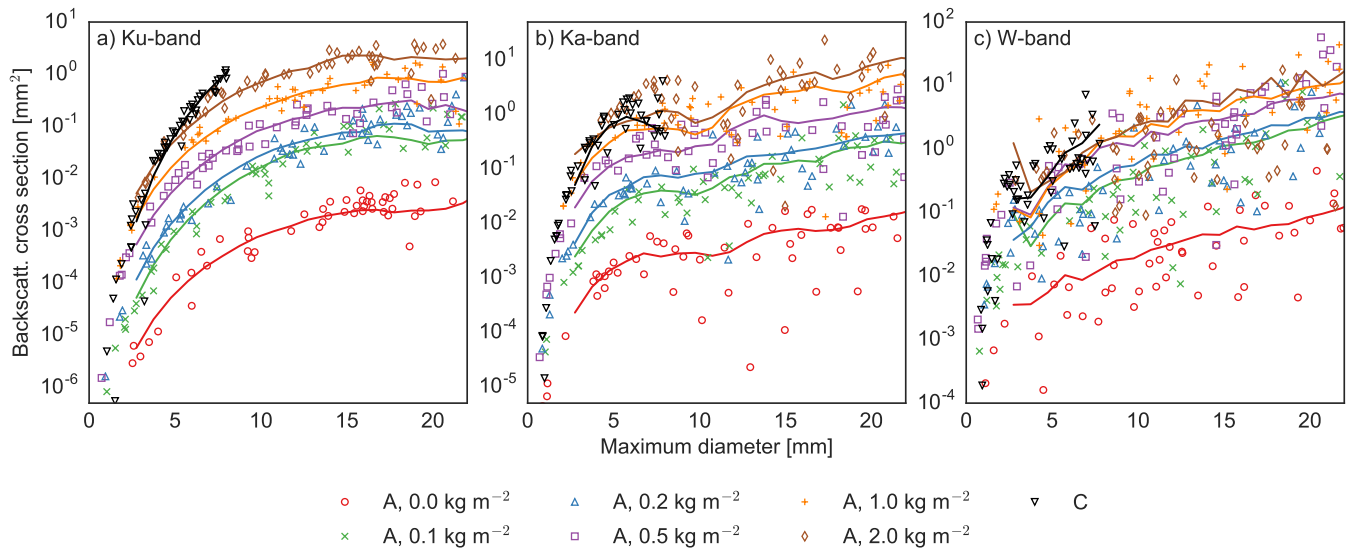 a) Ku-band
b) Ka-band
c) W-band
Backscatt. cross section [mm²]
10¹
10⁰
10⁻¹
10⁻²
10⁻³
10⁻⁴
10⁻⁵
10⁻⁶
0 5 10 15 20
10¹
10⁰
10⁻¹
10⁻²
10⁻³
10⁻⁴
10⁻⁵
0 5 10 15 20
10²
10¹
10⁰
10⁻¹
10⁻²
10⁻³
10⁻⁴
0 5 10 15 20
Maximum diameter [mm]
A, 0.0 kg m⁻² A, 0.2 kg m⁻² A, 1.0 kg m⁻² C
A, 0.1 kg m⁻² A, 0.5 kg m⁻² A, 2.0 kg m⁻²